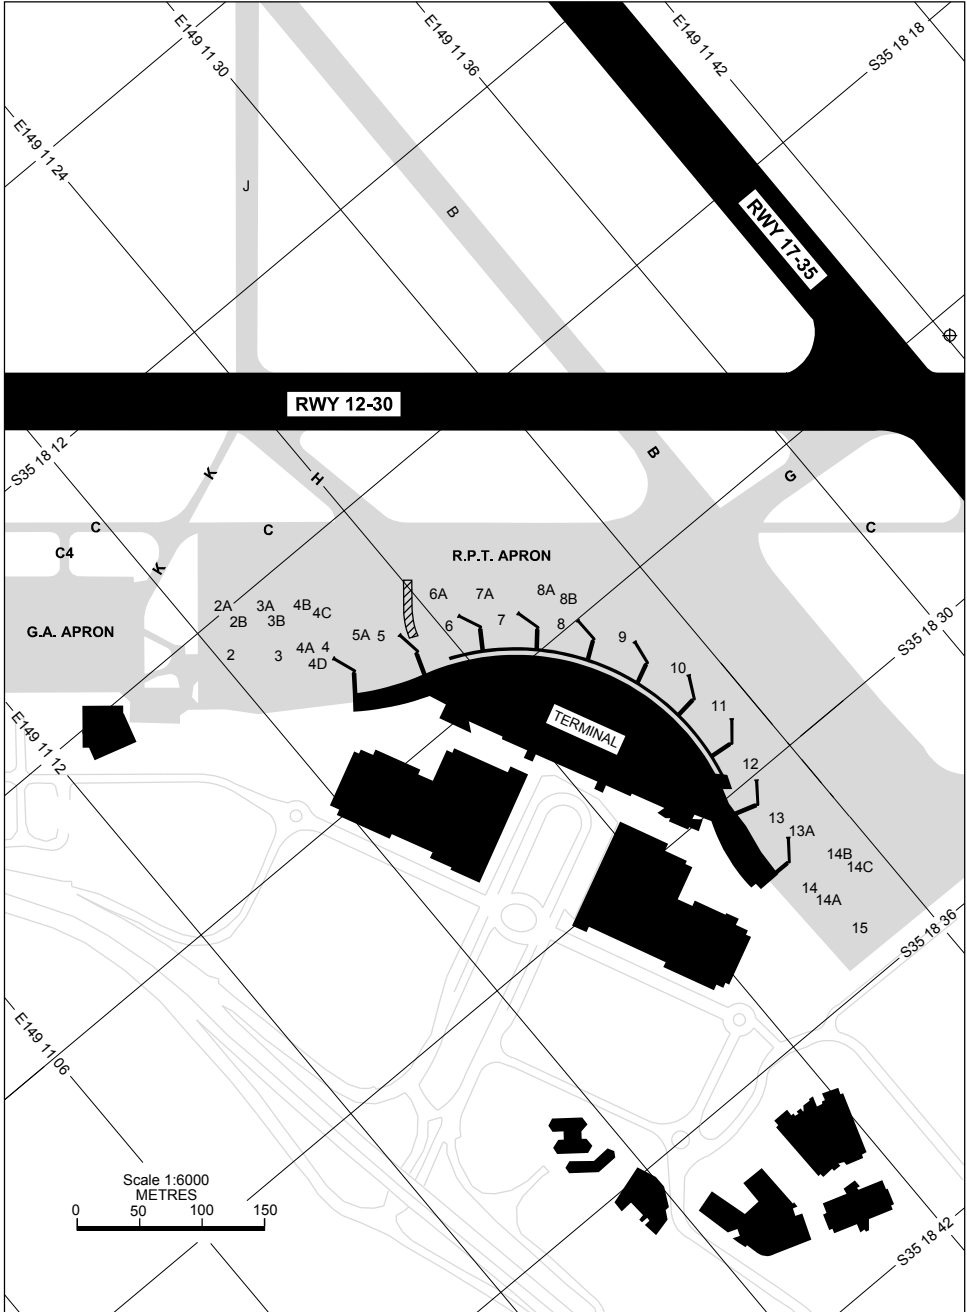 E149 11 30
E149 11 36
E149 11 42
S35 18 18
E149 11 24
J
B
RWY 17-35
RWY 12-30
S35 18 12
K
H
B
G
C
C
C
C4
R.P.T. APRON
K
G.A. APRON
2A
3A
4B
4C
6A
7A
8A
8B
2B
3B
5A
5
6
7
8
9
S35 18 30
2
3
4A
4
4D
10
11
E149 11 12
TERMINAL
12
13
13A
14B
14C
14
14A
15
S35 18 36
E149 11 06
Scale 1:6000
METRES
0 50 100 150
S35 18 42